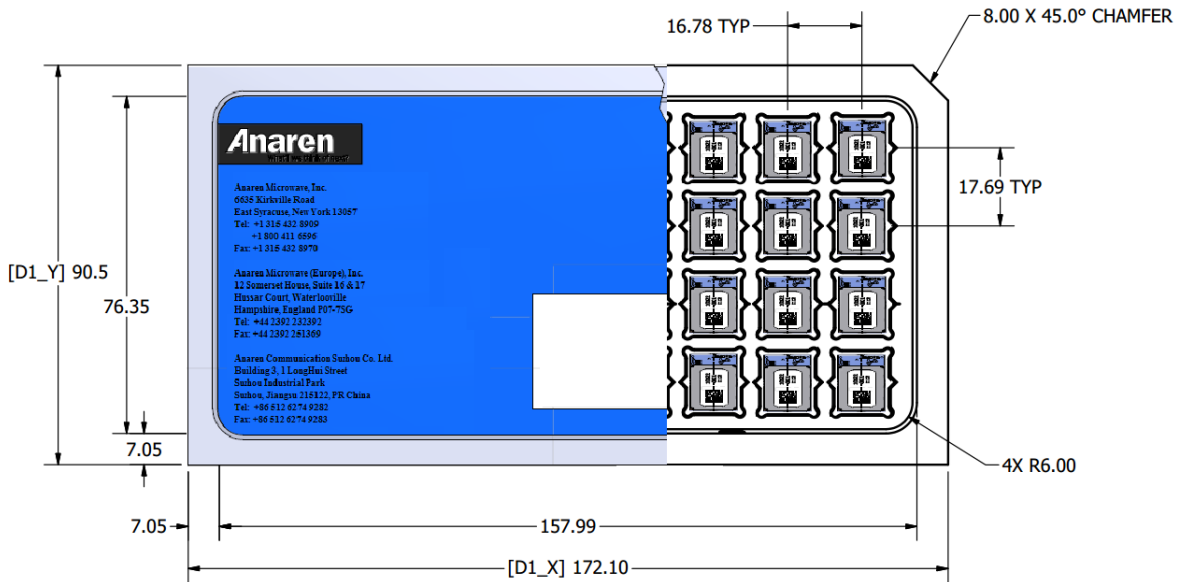 16.78 TYP
8.00 X 45.0° CHAMFER
Anaren
17.69 TYP
Anaren Microwave, Inc.
6635 Kirkville Road
East Syracuse, New York 13057
Tel: +1 315 432 8909
+1 800 411 6596
Fax: +1 315 432 8970
[D1_Y] 90.5
76.35
Anaren Microwave (Europe), Inc.
12 Somerset House, Suite 16 & 17
Hussar Court, Waterlooville
Hampshire, England P07-7SG
Tel: +44 2392 232392
Fax: +44 2392 251369
Anaren Communication Suzhou Co. Ltd.
Building 3, 1 LongHui Street
Suzhou Industrial Park
Suzhou, Jiangsu 215122, PR China
Tel: +86 512 6274 9282
Fax: +86 512 6274 9283
7.05
4X R6.00
7.05
157.99
[D1_X] 172.10